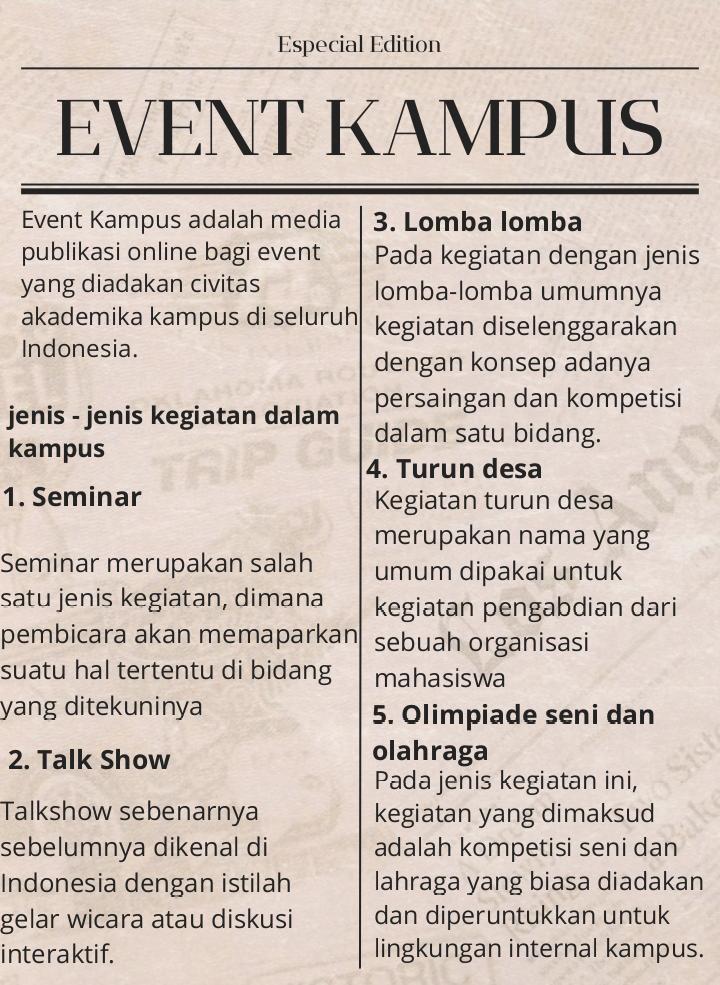 Especial Edition
EVENT KAMPUS
Event Kampus adalah media
publikasi online bagi event
yang diadakan civitas
akademika kampus di seluruh
Indonesia.
jenis - jenis kegiatan dalam
kampus
1. Seminar
Seminar merupakan salah
satu jenis kegiatan, dimana
pembicara akan memaparkan
suatu hal tertentu di bidang
yang ditekuninya
2. Talk Show
Talkshow sebenarnya
sebelumnya dikenal di
Indonesia dengan istilah
gelar wicara atau diskusi
interaktif.
3. Lomba lomba
Pada kegiatan dengan jenis
lomba-lomba umumnya
kegiatan diselenggarakan
dengan konsep adanya
persaingan dan kompetisi
dalam satu bidang.
4. Turun desa
Kegiatan turun desa
merupakan nama yang
umum dipakai untuk
kegiatan pengabdian dari
sebuah organisasi
mahasiswa
5. Olimpiade seni dan
olahraga
Pada jenis kegiatan ini,
kegiatan yang dimaksud
adalah kompetisi seni dan
lahraga yang biasa diadakan
dan diperuntukkan untuk
lingkungan internal kampus.
TRIP GUIDE